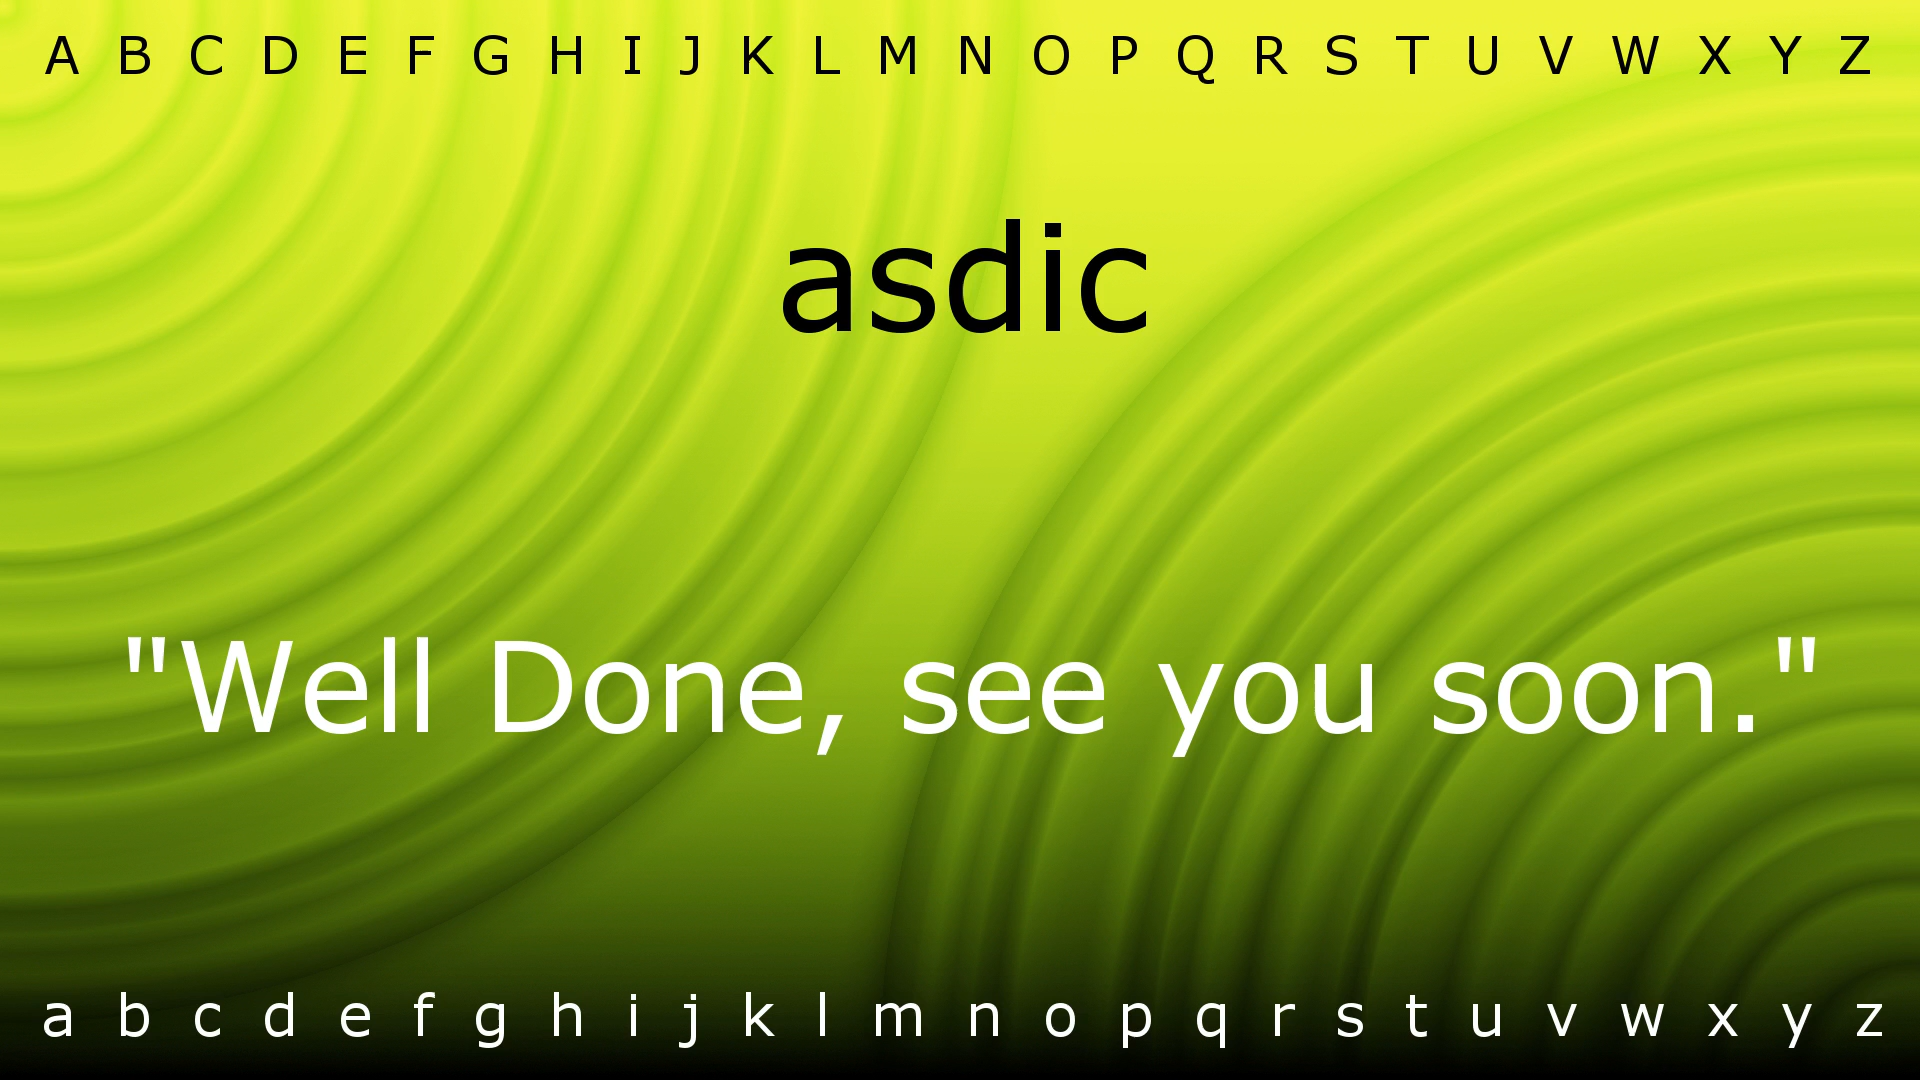 A B C D E F G H I J K L M N O P Q R S T U V W X Y Z
asdic
"Well Done, see you soon."
a b c d e f g h i j k l m n o p q r s t u v w x y z